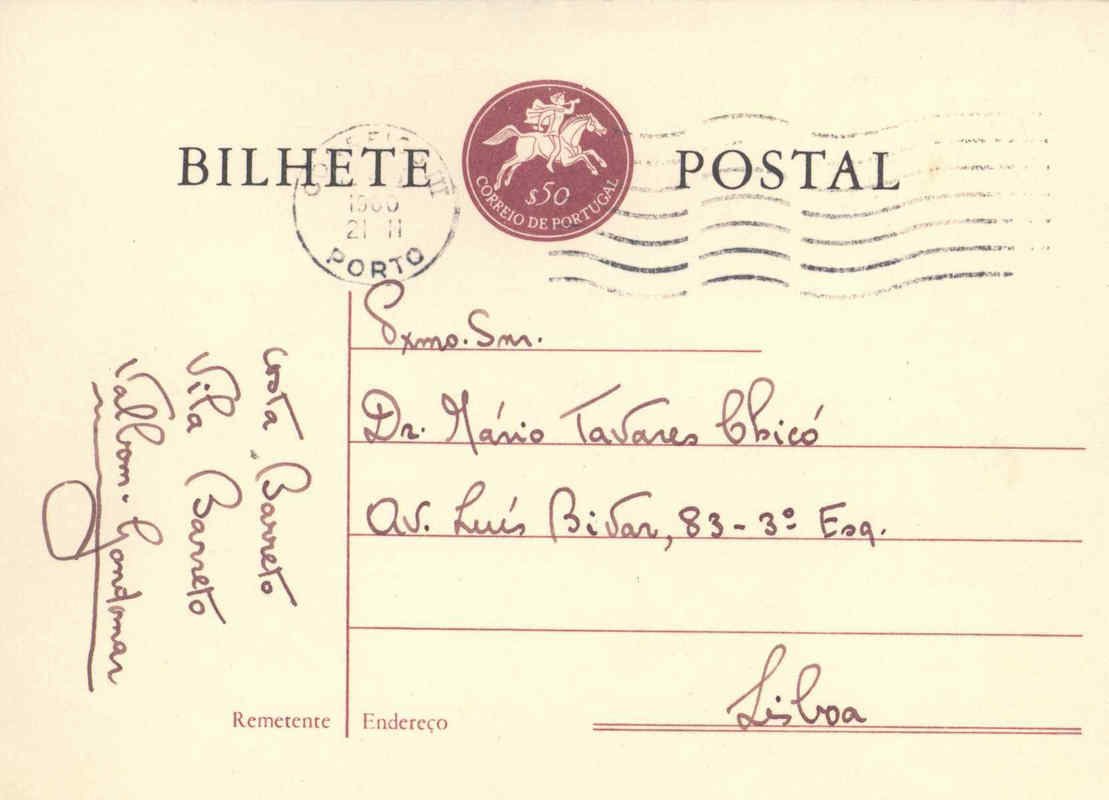 BILHETE POSTAL
$50
CORREIO DE PORTUGAL
21 11
PORTO
Exmo. Snr.
Dr. Mário Tavares Chicó
Av. Luís Bivar, 83-3º Esq.
Lisboa
Costa Barreto
Vila Barreto
Valbom - Gondomar
Remetente
Endereço